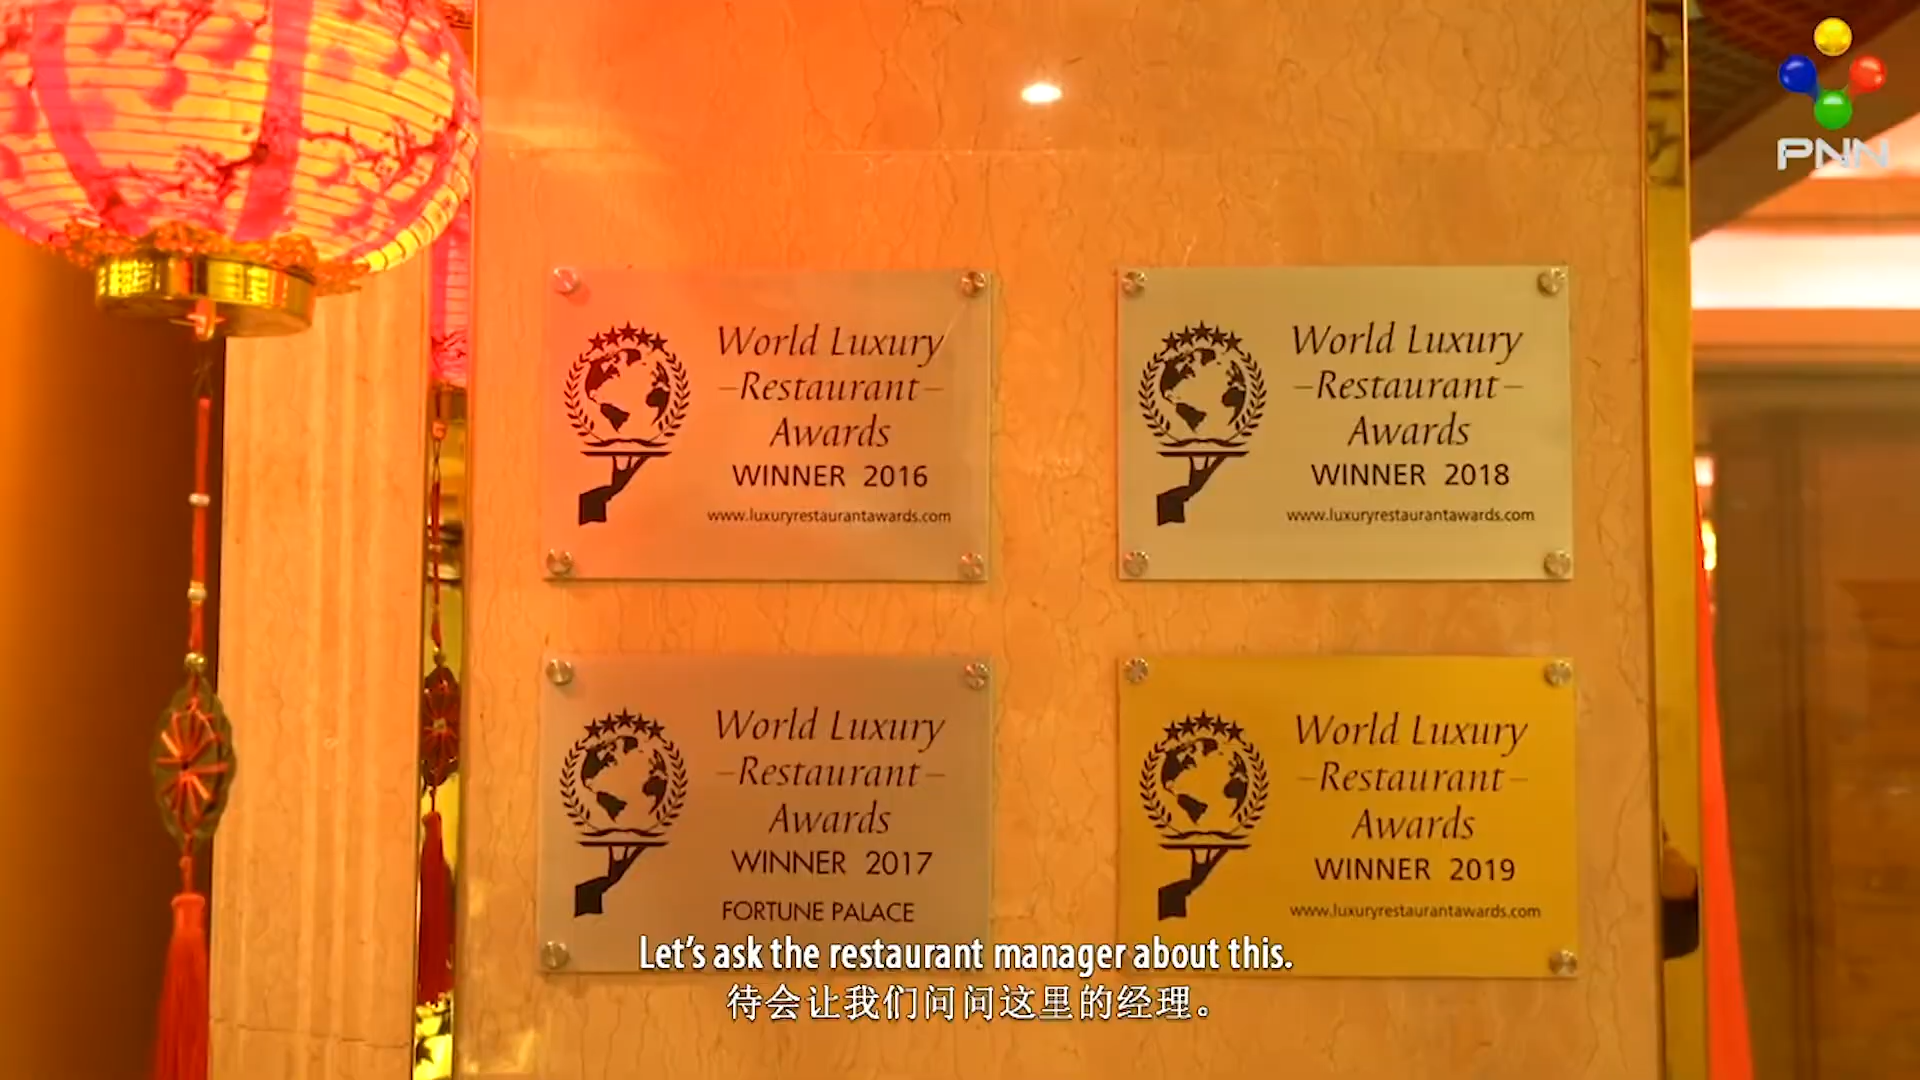 PNN
World Luxury
–Restaurant–
Awards
WINNER 2016
www.luxuryrestaurantawards.com
World Luxury
–Restaurant–
Awards
WINNER 2018
www.luxuryrestaurantawards.com
World Luxury
–Restaurant–
Awards
WINNER 2017
FORTUNE PALACE
World Luxury
–Restaurant–
Awards
WINNER 2019
www.luxuryrestaurantawards.com
Let's ask the restaurant manager about this.
待会让我们问问这里的经理。